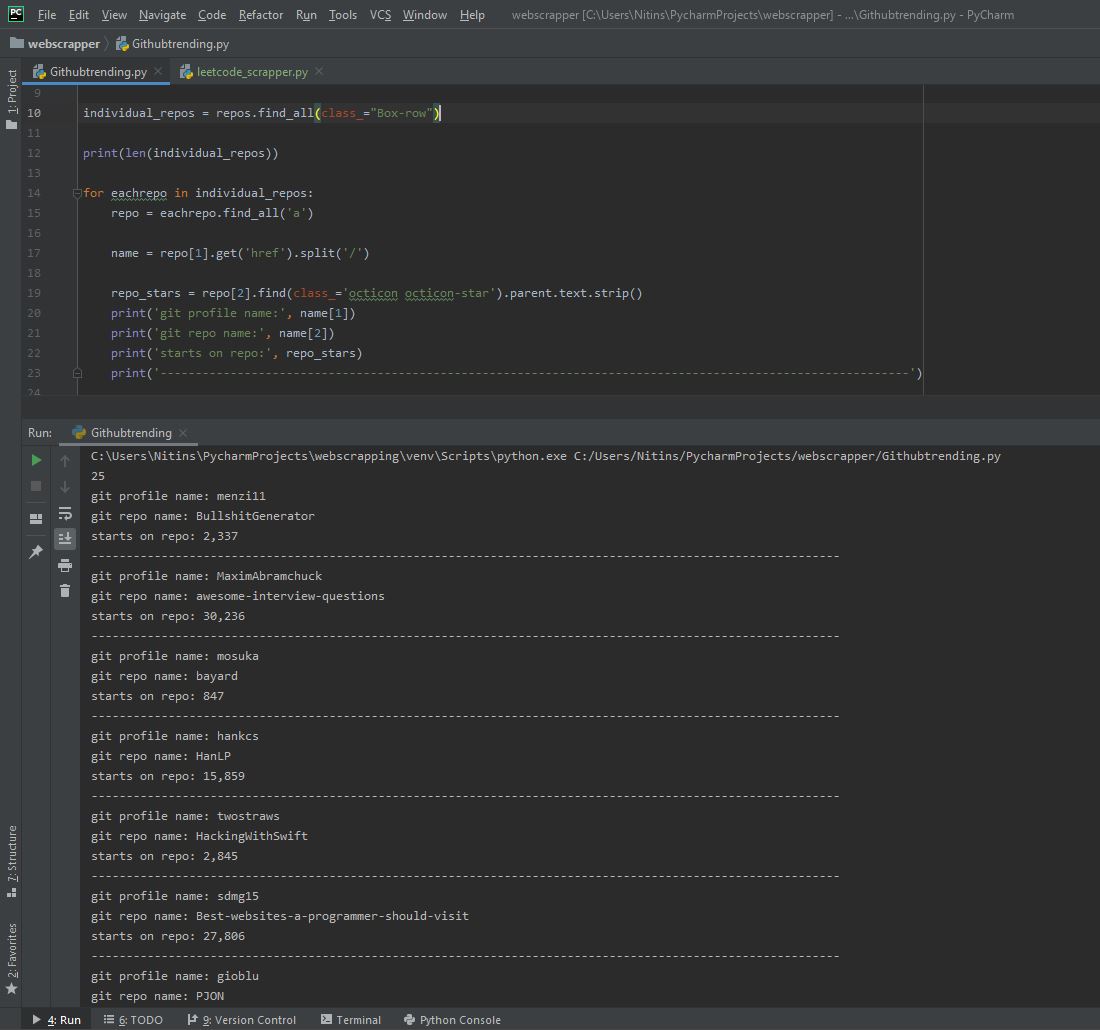 PC File Edit View Navigate Code Refactor Run Tools VCS Window Help webscrapper [C:\Users\Nitins\PycharmProjects\webscrapper] - ...\Githubtrending.py - PyCharm
webscrapper Githubtrending.py
Githubtrending.py leetcode_scrapper.py
1: Project
9
10 individual_repos = repos.find_all(class_="Box-row")
11
12 print(len(individual_repos))
13
14 for eachrepo in individual_repos:
15 repo = eachrepo.find_all('a')
16
17 name = repo[1].get('href').split('/')
18
19 repo_stars = repo[2].find(class_='octicon octicon-star').parent.text.strip()
20 print('git profile name:', name[1])
21 print('git repo name:', name[2])
22 print('starts on repo:', repo_stars)
23 print('-----------------------------------------------------------------------------------------------------------')
24
Run: Githubtrending
C:\Users\Nitins\PycharmProjects\webscrapping\venv\Scripts\python.exe C:/Users/Nitins/PycharmProjects/webscrapper/Githubtrending.py
25
git profile name: menzi11
git repo name: BullshitGenerator
starts on repo: 2,337
-----------------------------------------------------------------------------------------------------------
git profile name: MaximAbramchuck
git repo name: awesome-interview-questions
starts on repo: 30,236
-----------------------------------------------------------------------------------------------------------
git profile name: mosuka
git repo name: bayard
starts on repo: 847
-----------------------------------------------------------------------------------------------------------
git profile name: hankcs
git repo name: HanLP
starts on repo: 15,859
-----------------------------------------------------------------------------------------------------------
git profile name: twostraws
git repo name: HackingWithSwift
starts on repo: 2,845
-----------------------------------------------------------------------------------------------------------
git profile name: sdmg15
git repo name: Best-websites-a-programmer-should-visit
starts on repo: 27,806
-----------------------------------------------------------------------------------------------------------
git profile name: gioblu
git repo name: PJON
7: Structure
2: Favorites
4: Run 6: TODO 9: Version Control Terminal Python Console